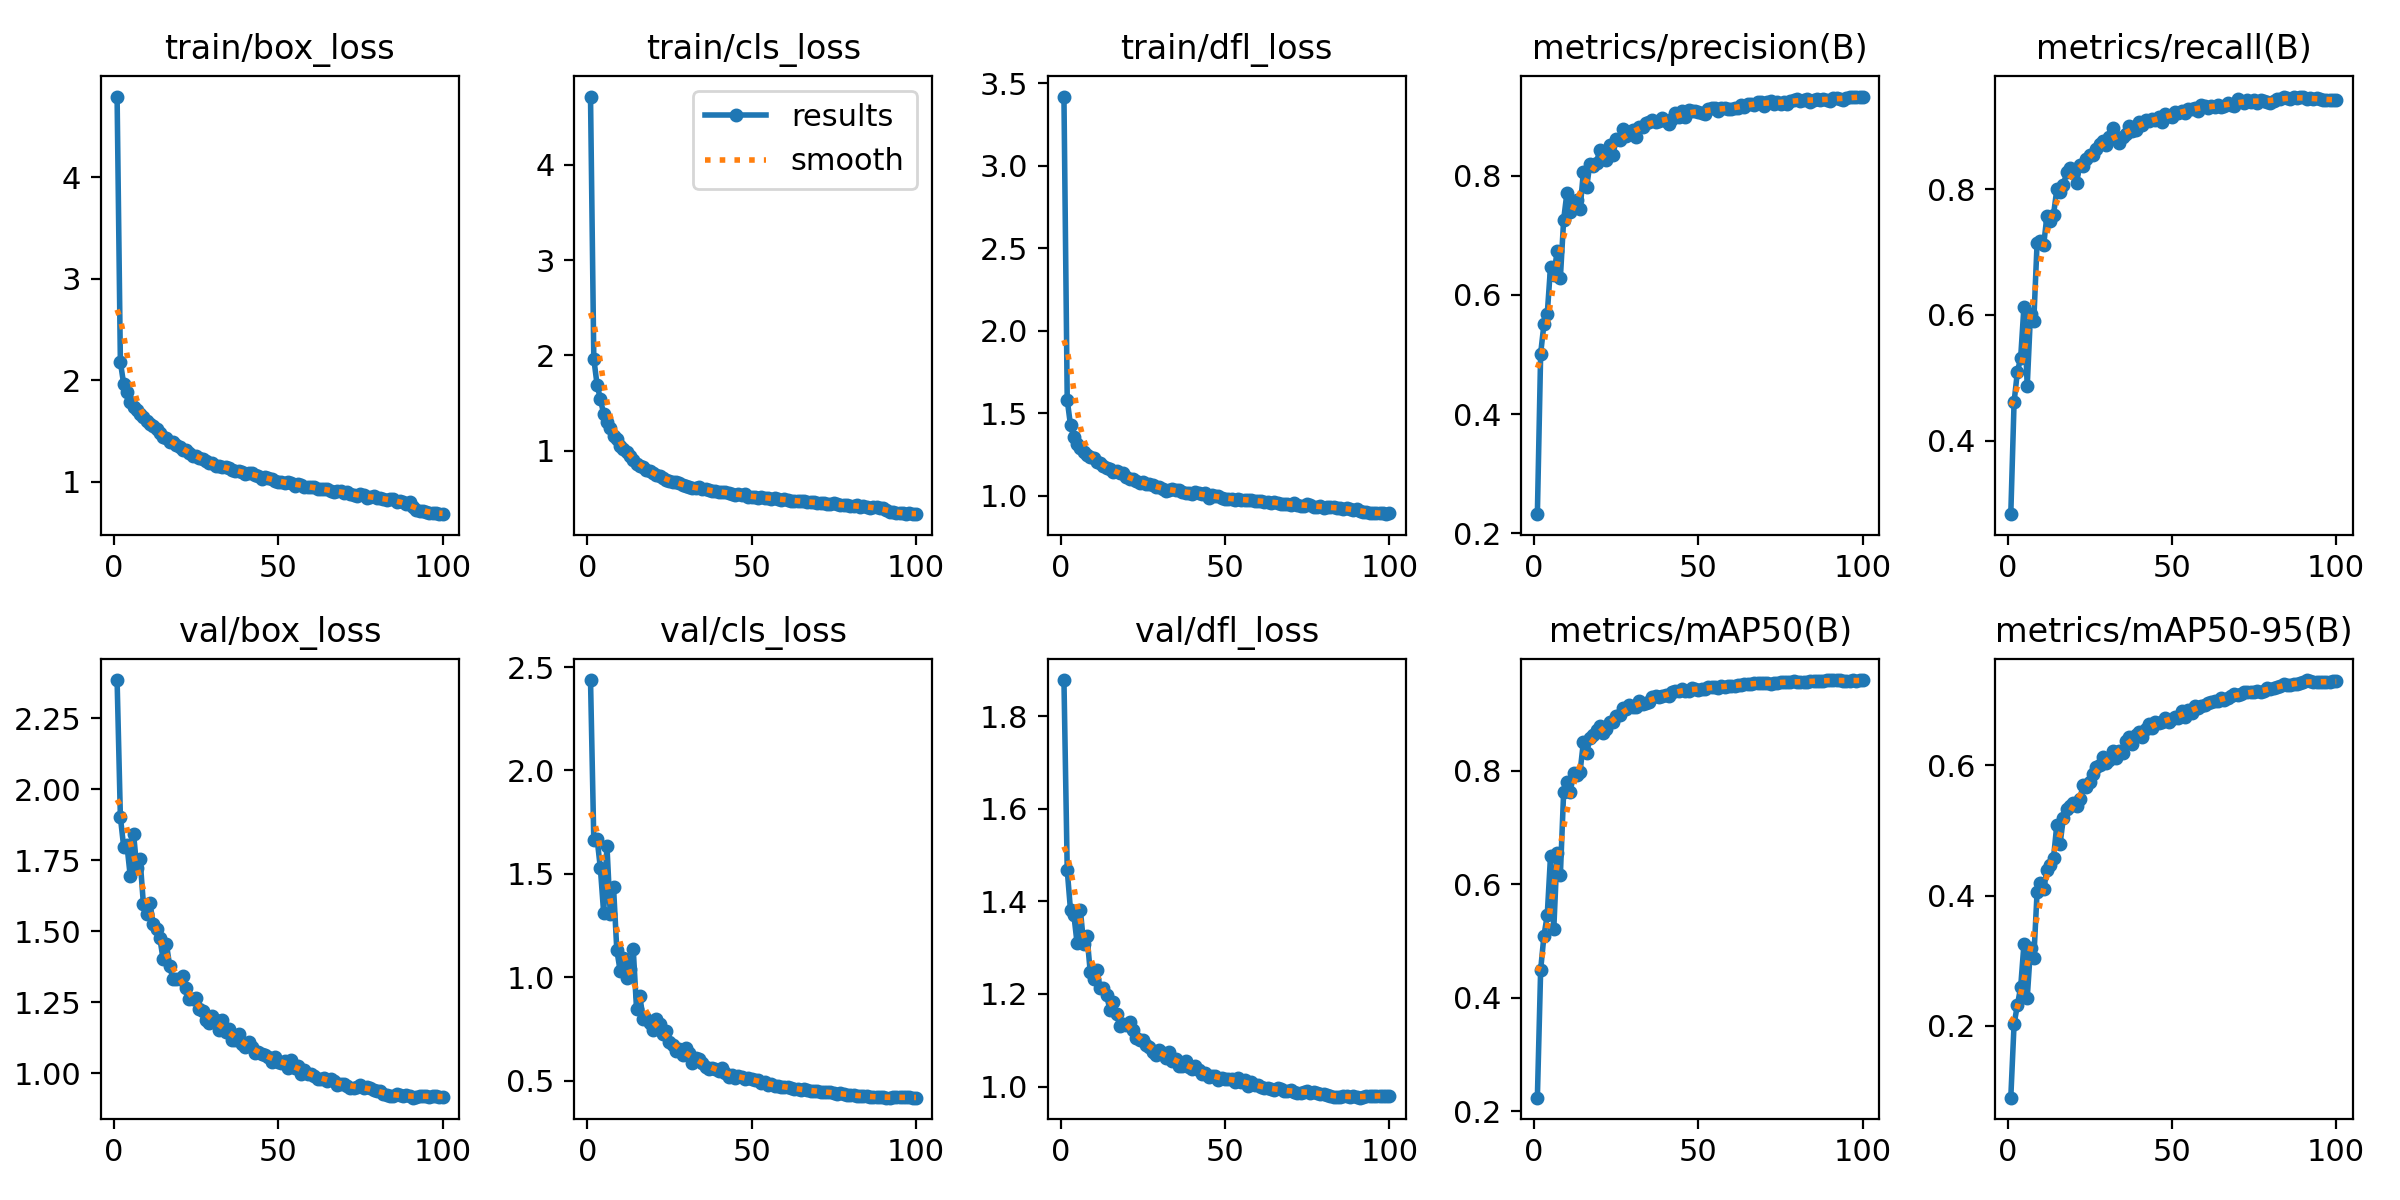 train/box_loss
4
3
2
1
0 50 100
train/cls_loss
results
smooth
4
3
2
1
0 50 100
train/dfl_loss
3.5
3.0
2.5
2.0
1.5
1.0
0 50 100
metrics/precision(B)
0.8
0.6
0.4
0.2
0 50 100
metrics/recall(B)
0.8
0.6
0.4
0 50 100
val/box_loss
2.25
2.00
1.75
1.50
1.25
1.00
0 50 100
val/cls_loss
2.5
2.0
1.5
1.0
0.5
0 50 100
val/dfl_loss
1.8
1.6
1.4
1.2
1.0
0 50 100
metrics/mAP50(B)
0.8
0.6
0.4
0.2
0 50 100
metrics/mAP50-95(B)
0.6
0.4
0.2
0 50 100